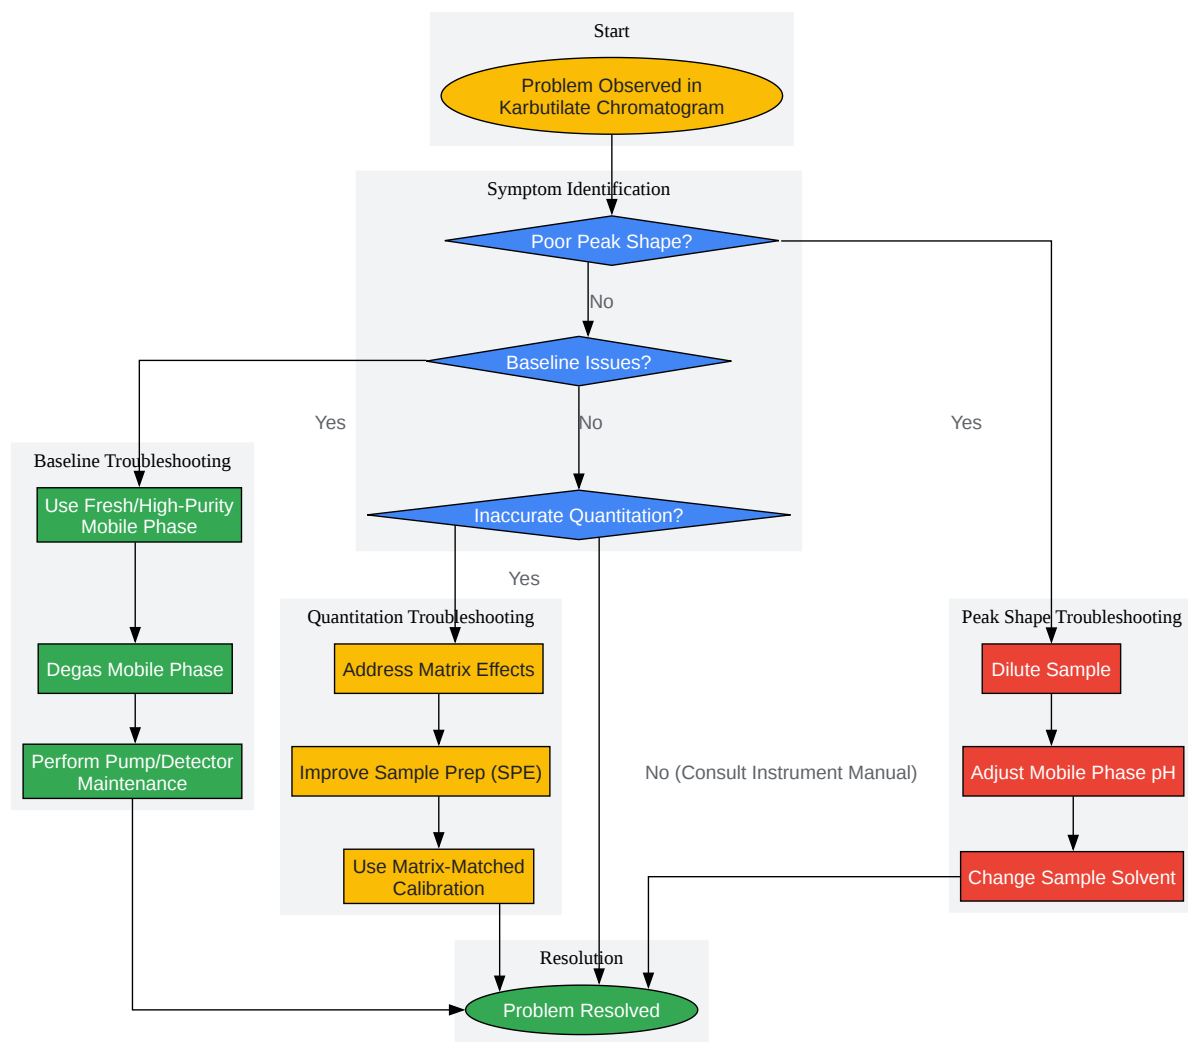 Start
Problem Observed in
Karbutilate Chromatogram
Symptom Identification
Poor Peak Shape?
No
Baseline Issues?
Yes
No
Yes
Baseline Troubleshooting
Use Fresh/High-Purity
Mobile Phase
Inaccurate Quantitation?
Yes
Quantitation Troubleshooting
Peak Shape Troubleshooting
Degas Mobile Phase
Address Matrix Effects
Dilute Sample
Perform Pump/Detector
Maintenance
Improve Sample Prep (SPE)
No (Consult Instrument Manual)
Adjust Mobile Phase pH
Use Matrix-Matched
Calibration
Change Sample Solvent
Resolution
Problem Resolved